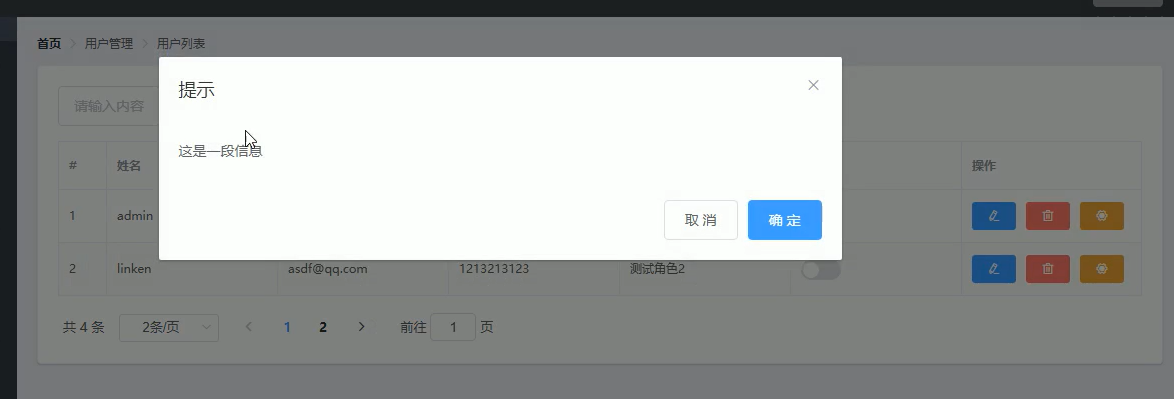 首页 > 用户管理 > 用户列表
提示
请输入内容
这是一段信息
# 姓名 操作
取 消 确 定
1 admin
2 linken asdf@qq.com 1213213123 测试角色2
共 4 条 2条/页 < 1 2 > 前往 1 页